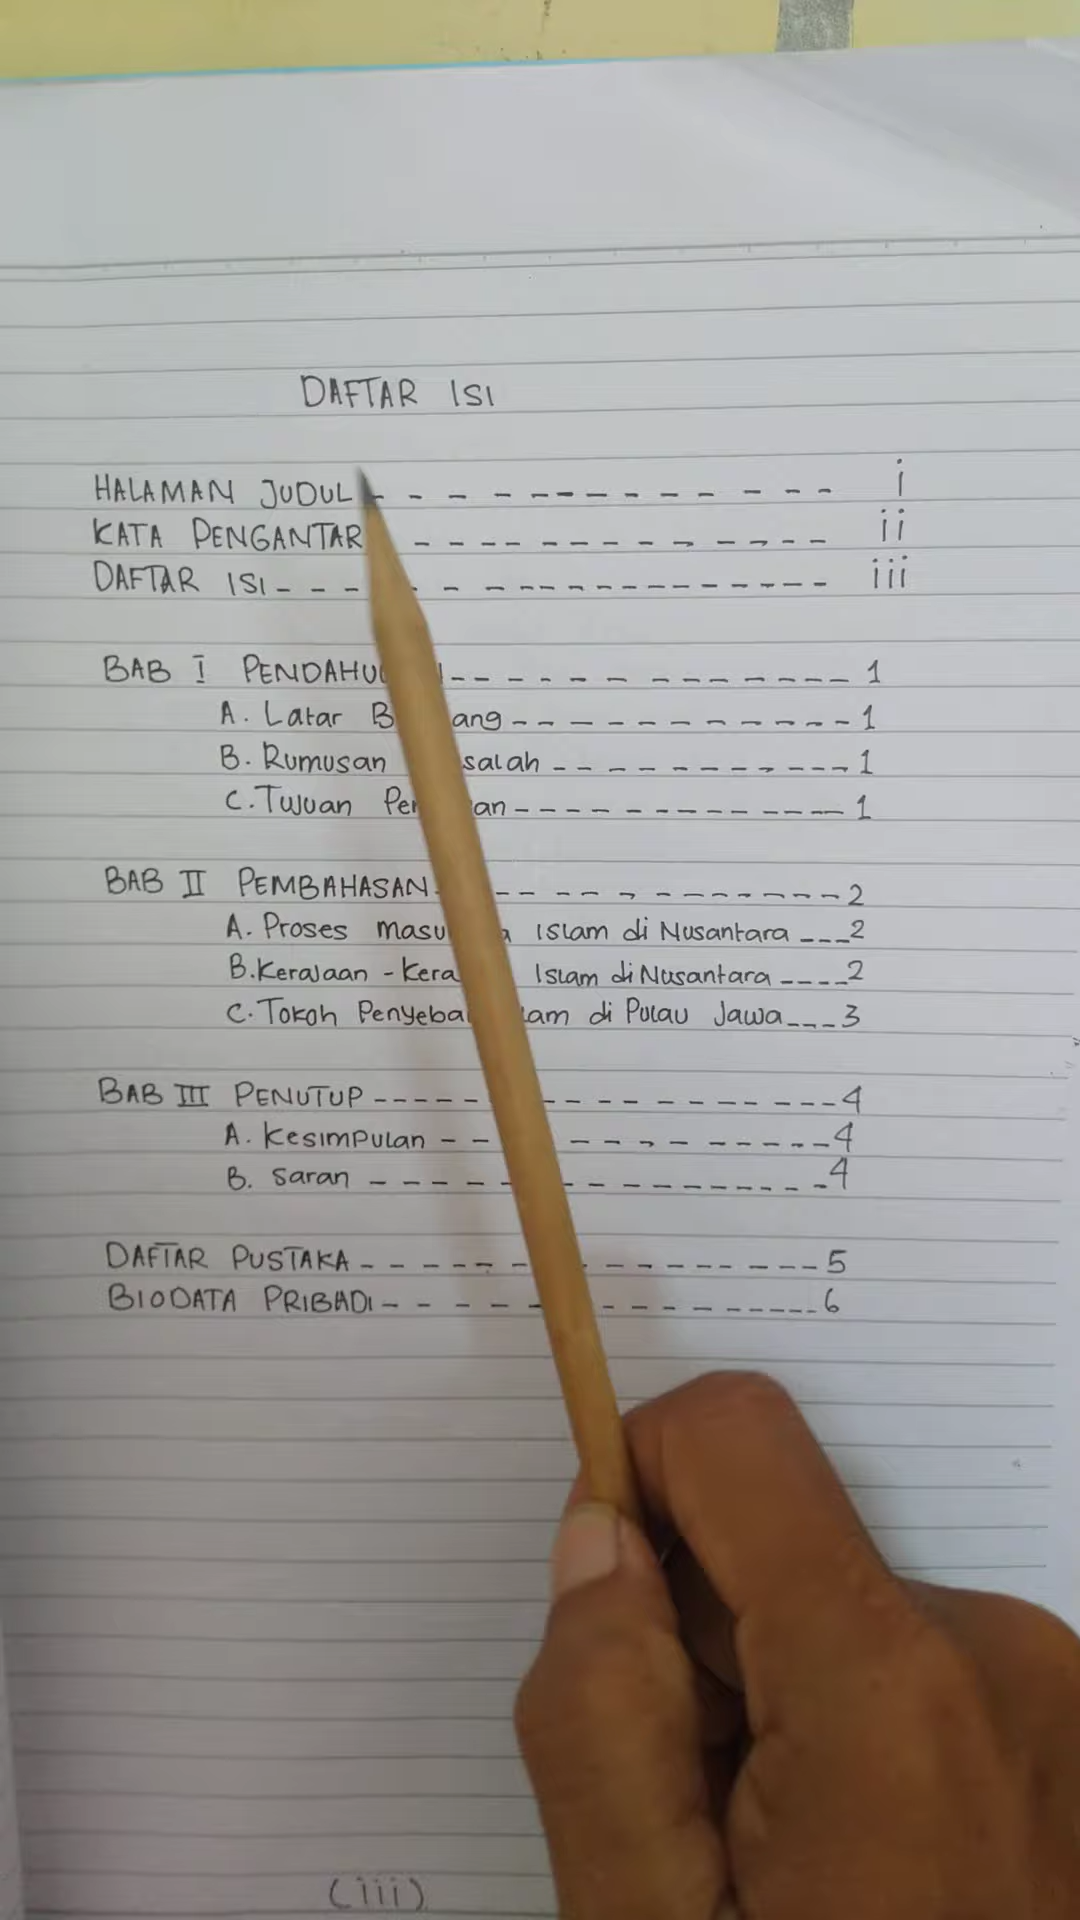 DAFTAR ISI
HALAMAN JUDUL - - - - - - - - - - - - i
KATA PENGANTAR - - - - - - - - - - - - ii
DAFTAR ISI - - - - - - - - - - - - - - iii
BAB I - - - - - - - - - - - - 1
A. Latar - - - - - - - - - - - - 1
B. Rumusan - - - - - - - - - - - 1
C. Tujuan - - - - - - - - - - - - 1
BAB II PEMBAHASAN - - - - - - - - - - - - 2
A. Proses Islam di Nusantara - - - 2
B. Kerajaan - Islam di Nusantara - - - - 2
C. Tokoh di Pulau Jawa - - - 3
BAB III PENUTUP - - - - - - - - - - - - 4
A. Kesimpulan - - - - - - - - - - - 4
B. Saran - - - - - - - - - - - - - 4
DAFTAR PUSTAKA - - - - - - - - - - - - 5
BIODATA PRIBADI - - - - - - - - - - - - 6
(iii)